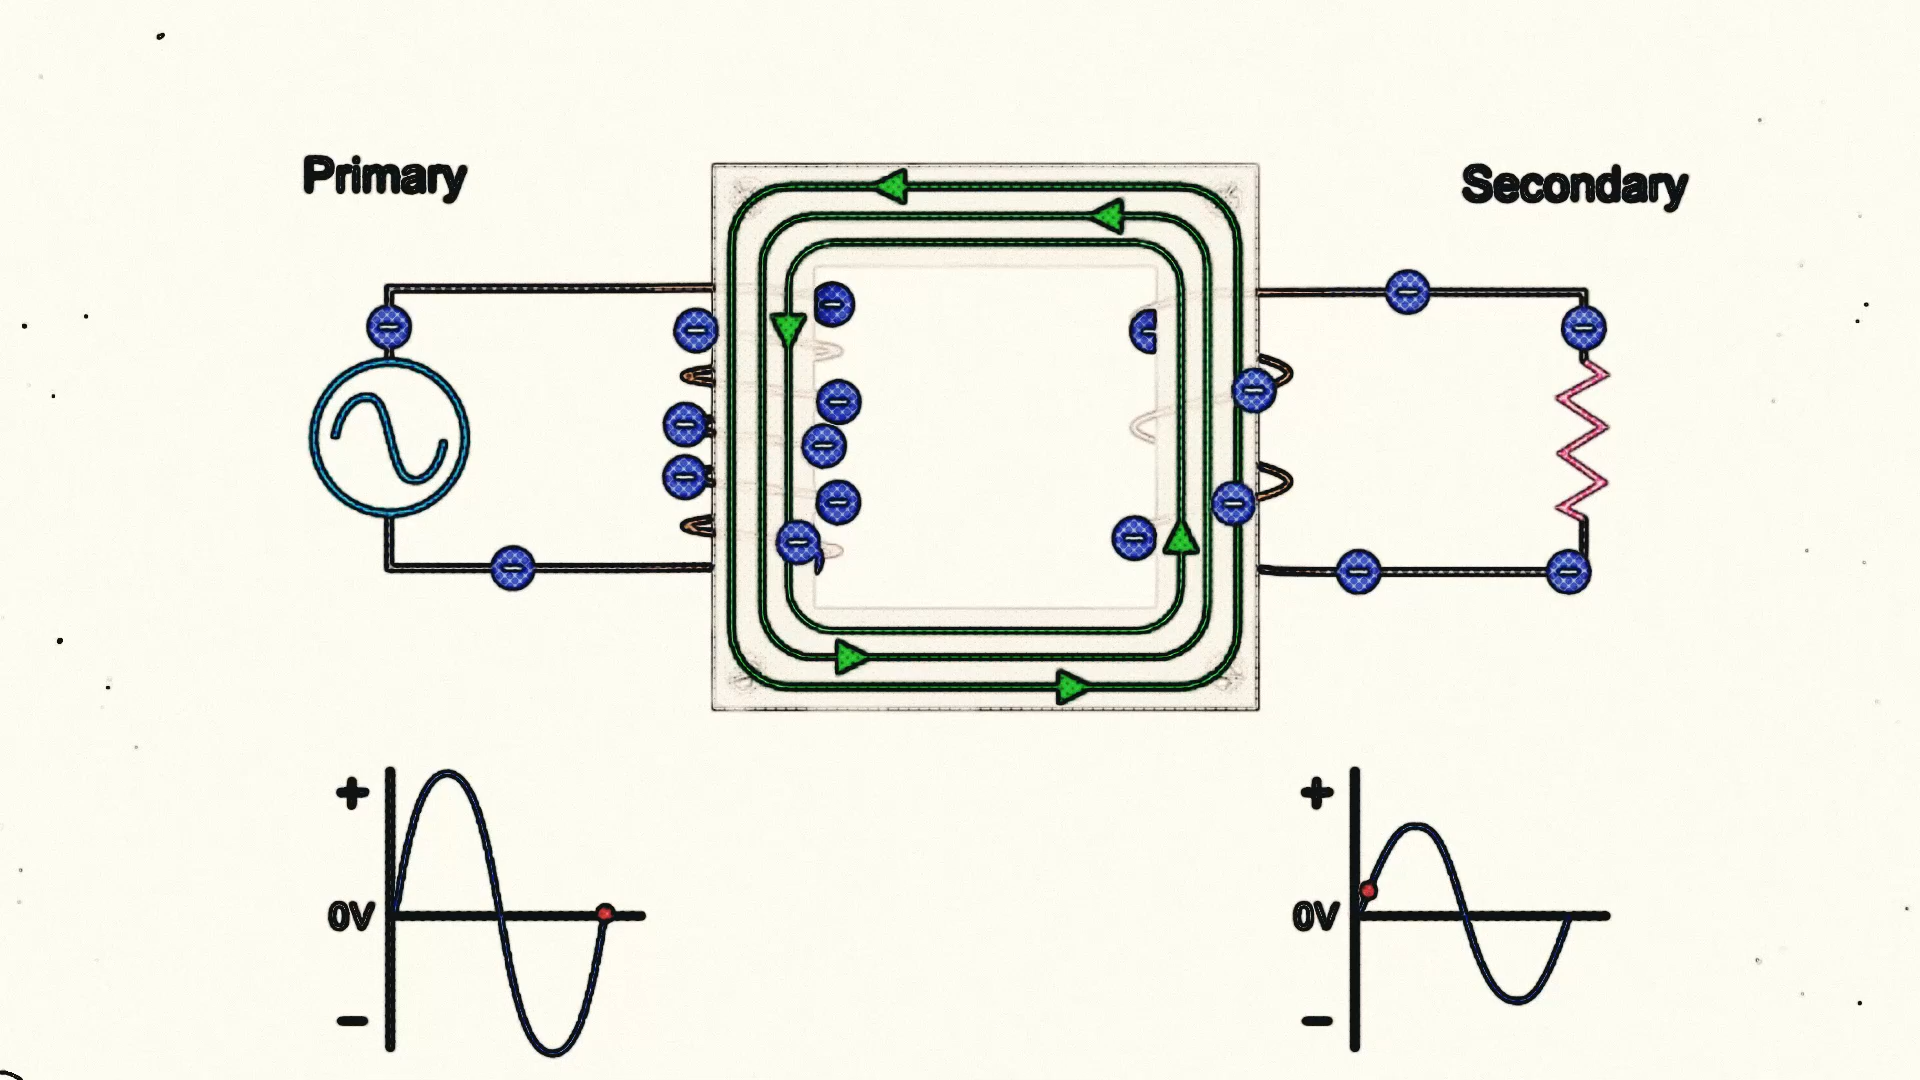 Primary
Secondary
+
0V
−
+
0V
−